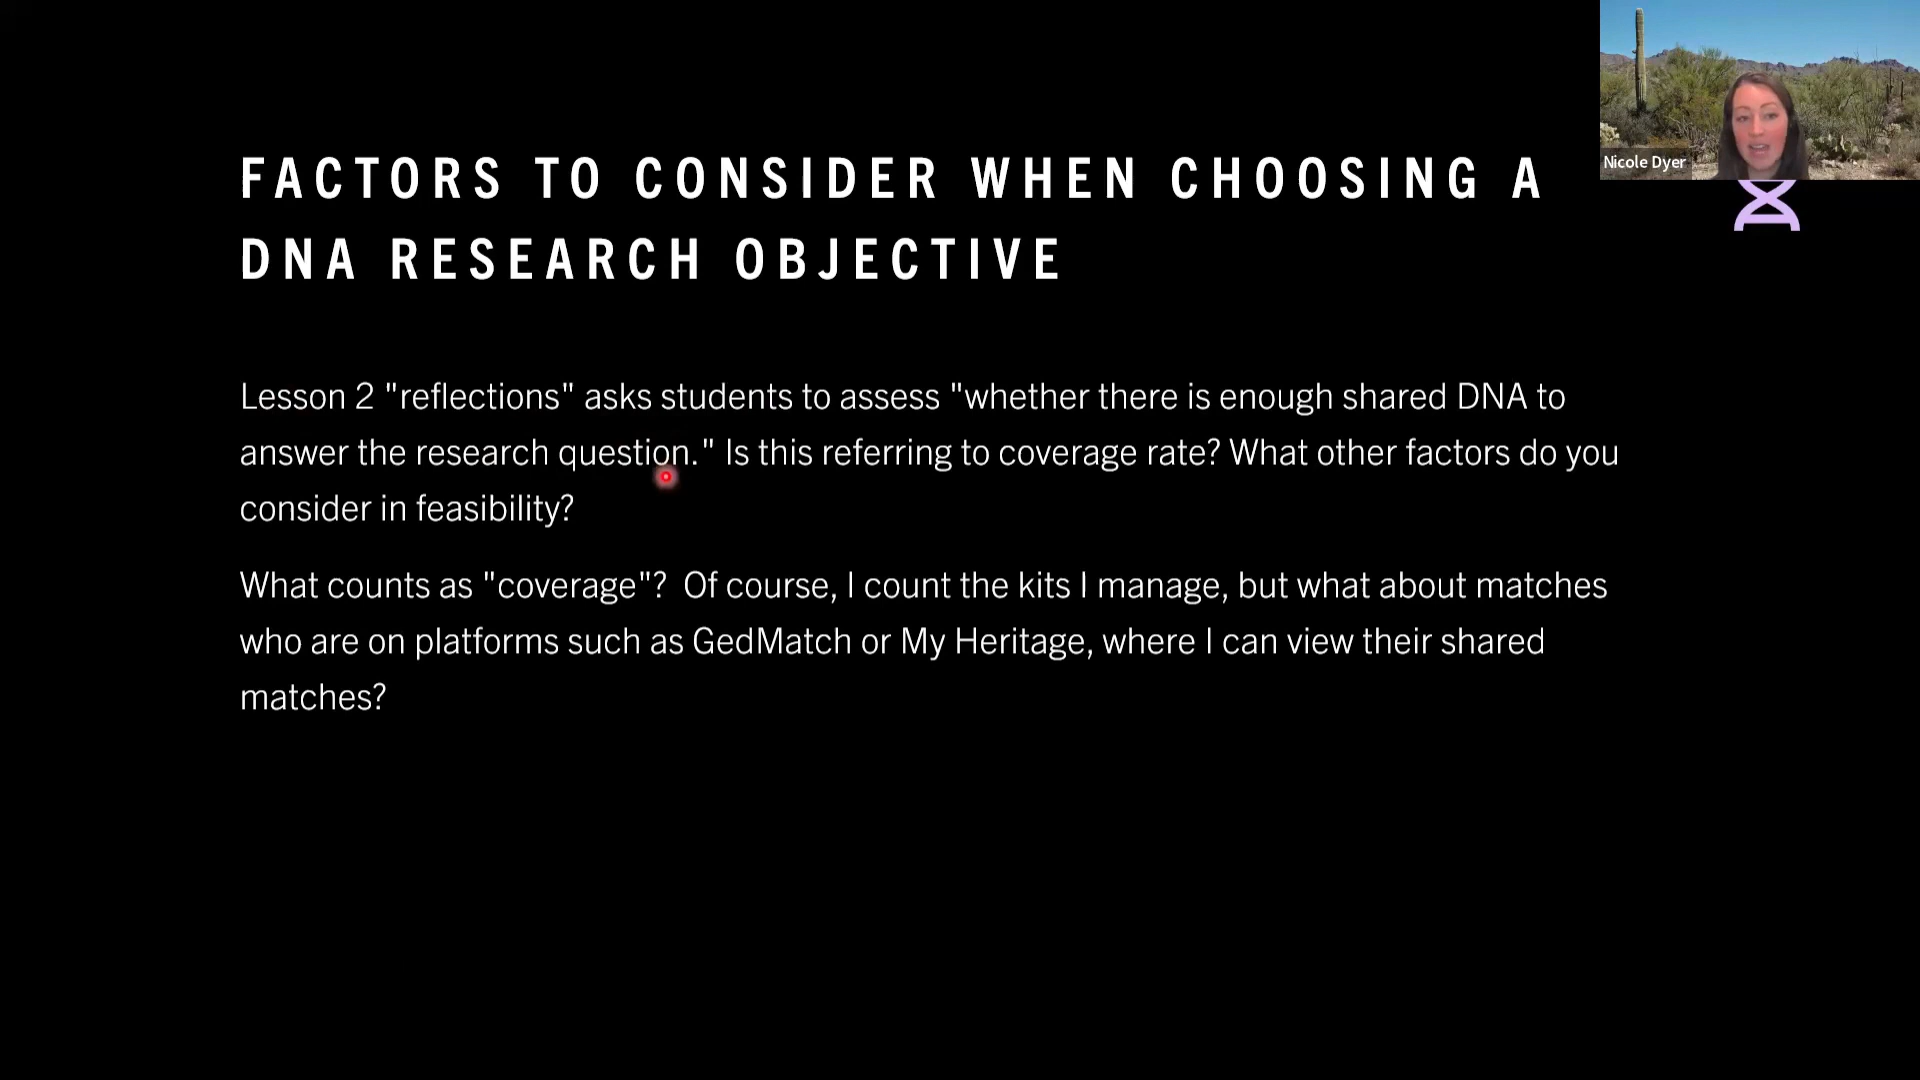 Nicole Dyer
FACTORS TO CONSIDER WHEN CHOOSING A
DNA RESEARCH OBJECTIVE
Lesson 2 "reflections" asks students to assess "whether there is enough shared DNA to
answer the research question." Is this referring to coverage rate? What other factors do you
consider in feasibility?
What counts as "coverage"?  Of course, I count the kits I manage, but what about matches
who are on platforms such as GedMatch or My Heritage, where I can view their shared
matches?